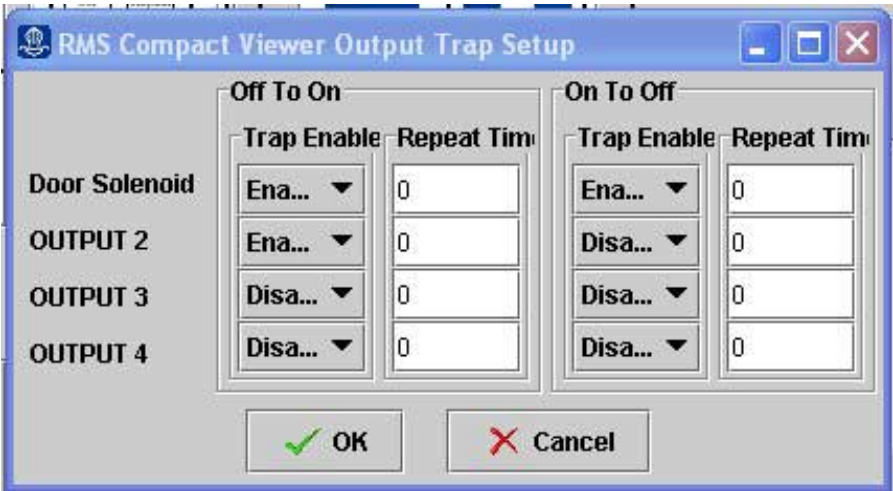 RMS Compact Viewer Output Trap Setup
Off To On On To Off
Trap Enable Repeat Time Trap Enable Repeat Time
Door Solenoid Ena... 0 Ena... 0
OUTPUT 2 Ena... 0 Disa... 0
OUTPUT 3 Disa... 0 Disa... 0
OUTPUT 4 Disa... 0 Disa... 0
OK Cancel